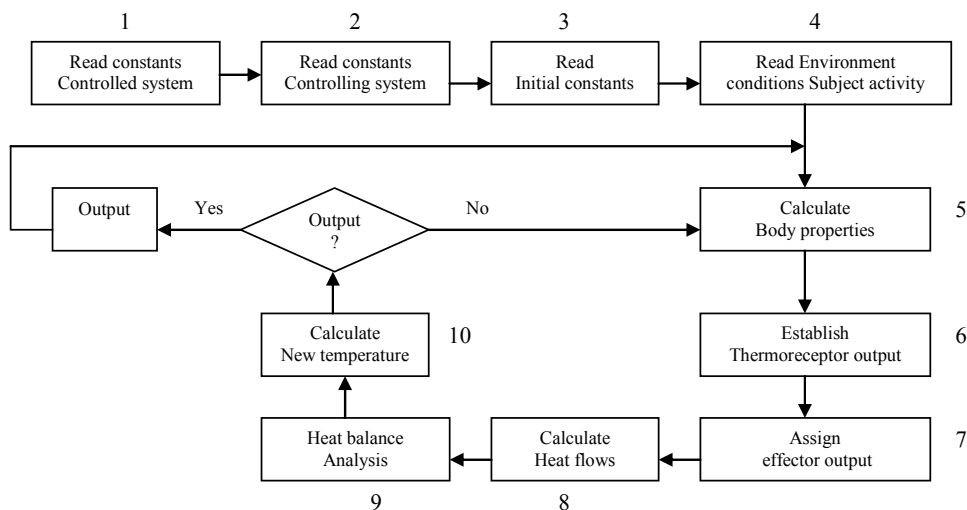 1
2
3
4
Read constants
Controlled system
Read constants
Controlling system
Read
Initial constants
Read Environment
conditions Subject activity
Output
Yes
Output
?
No
Calculate
Body properties
5
Calculate
New temperature
10
Establish
Thermoreceptor output
6
Heat balance
Analysis
Calculate
Heat flows
Assign
effector output
7
9
8